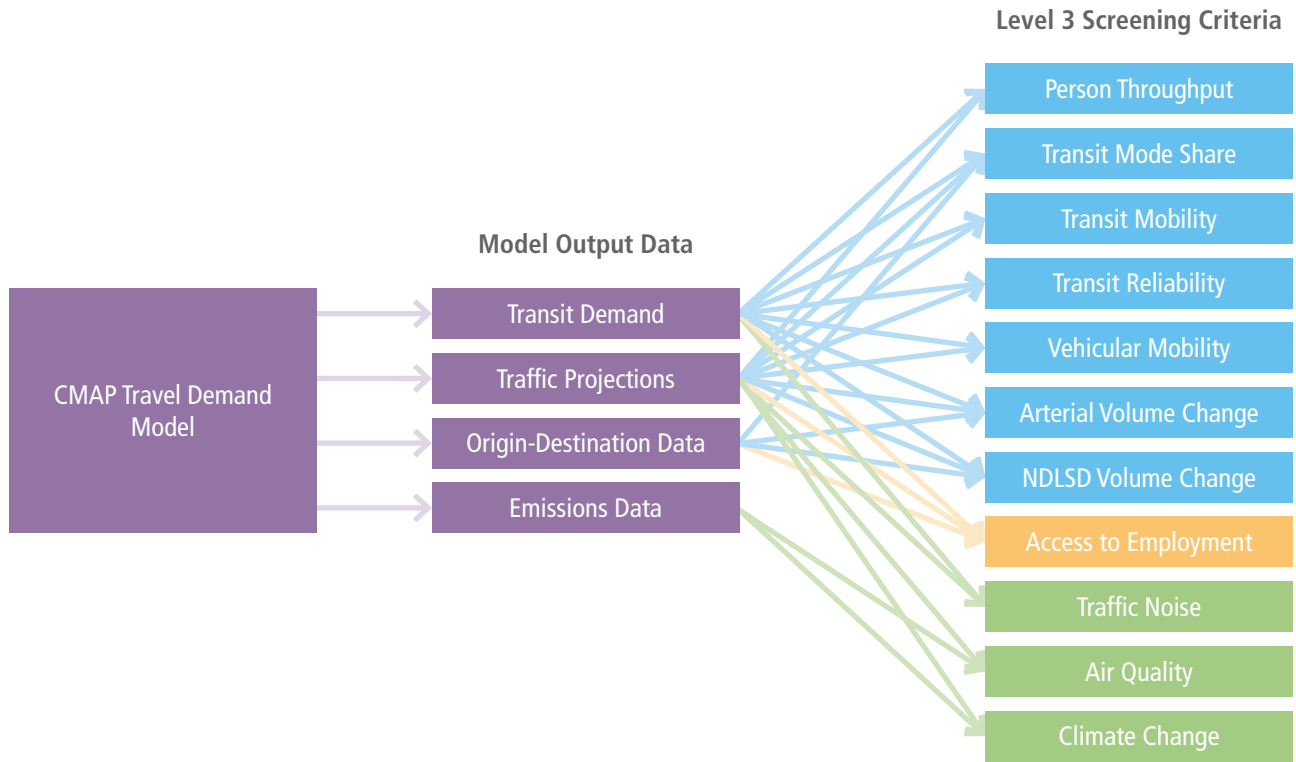 Level 3 Screening Criteria
Person Throughput
Transit Mode Share
Transit Mobility
Transit Reliability
Vehicular Mobility
Arterial Volume Change
NDLSD Volume Change
Access to Employment
Traffic Noise
Air Quality
Climate Change
Model Output Data
Transit Demand
Traffic Projections
Origin-Destination Data
Emissions Data
CMAP Travel Demand
Model